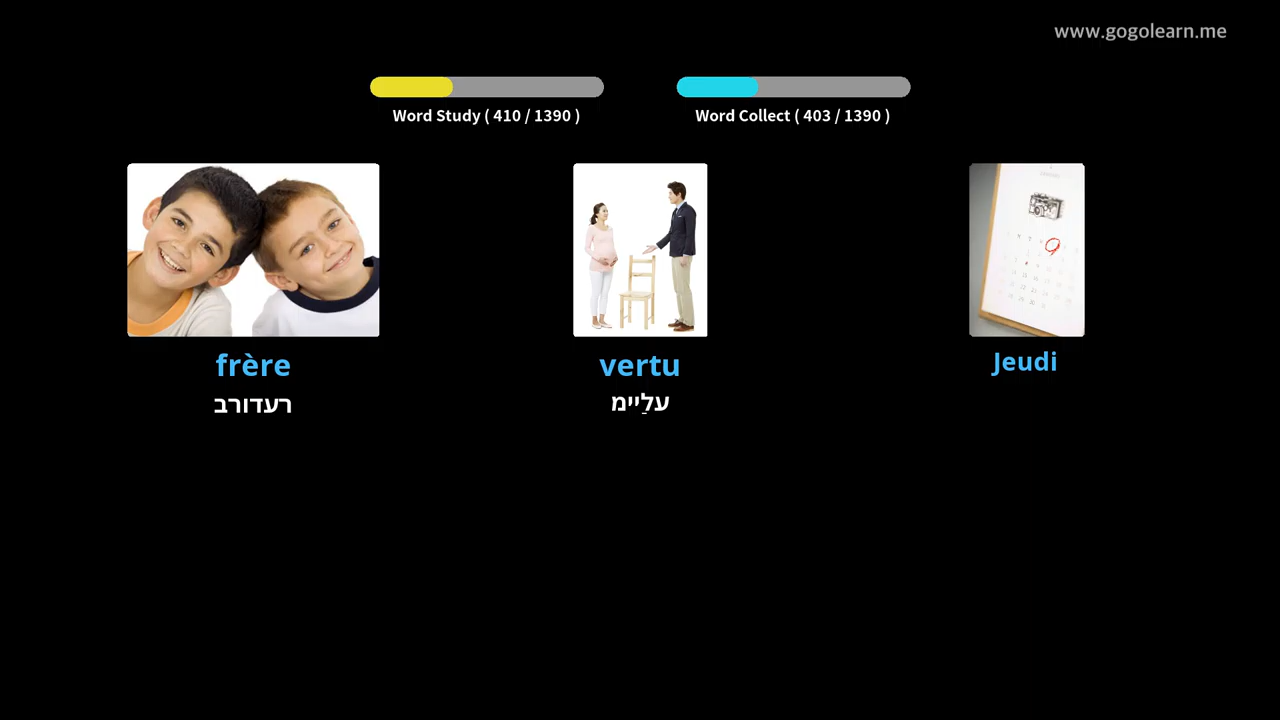 www.gogolearn.me
Word Study ( 410 / 1390 )
Word Collect ( 403 / 1390 )
frère
רעדורב
vertu
עלַיימ
Jeudi